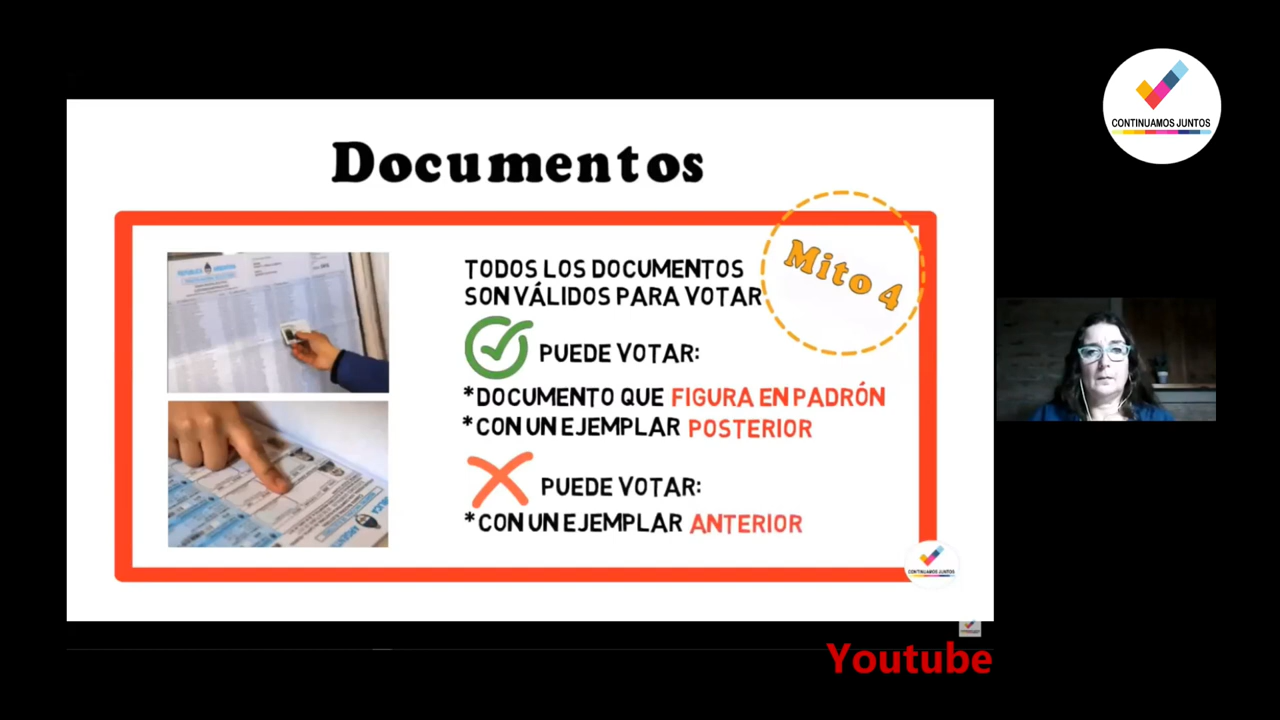 CONTINUAMOS JUNTOS
Documentos
Mito 4
TODOS LOS DOCUMENTOS
SON VÁLIDOS PARA VOTAR
PUEDE VOTAR:
*DOCUMENTO QUE FIGURA EN PADRÓN
*CON UN EJEMPLAR POSTERIOR
PUEDE VOTAR:
*CON UN EJEMPLAR ANTERIOR
CONTINUAMOS JUNTOS
Youtube